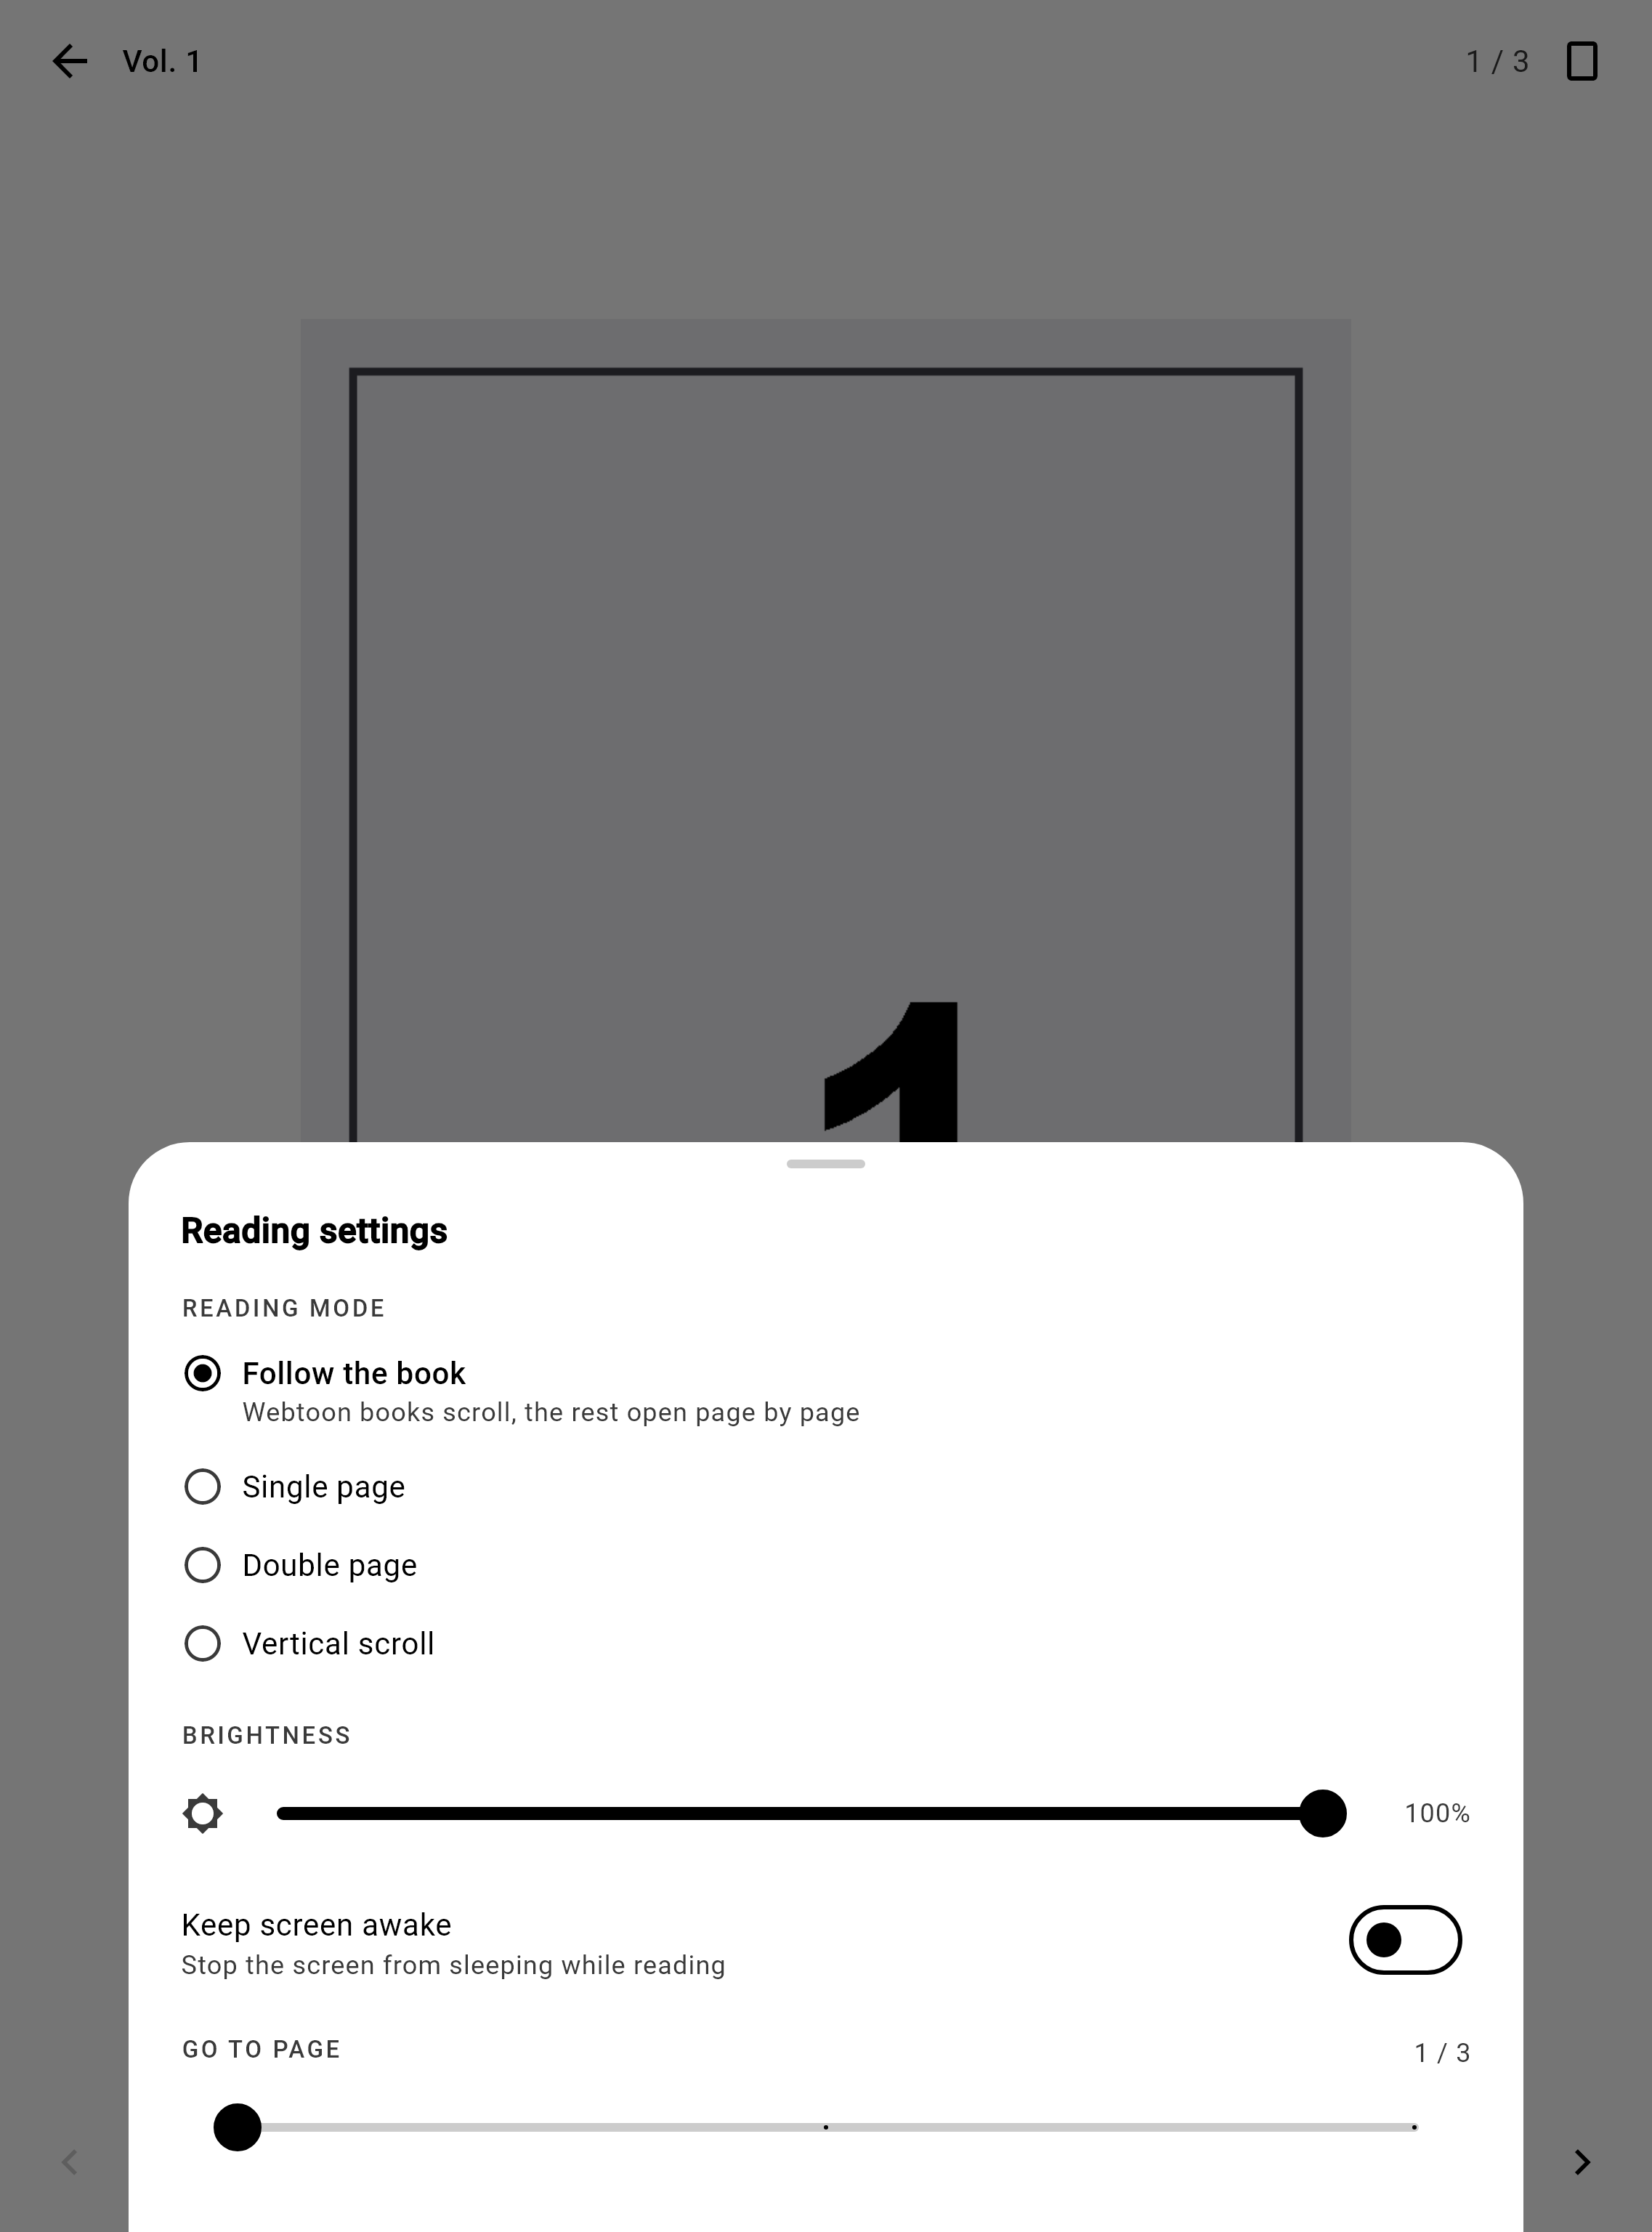 Vol. 1
1 / 3
1
Reading settings
READING MODE
Follow the book
Webtoon books scroll, the rest open page by page
Single page
Double page
Vertical scroll
BRIGHTNESS
100%
Keep screen awake
Stop the screen from sleeping while reading
GO TO PAGE
1 / 3